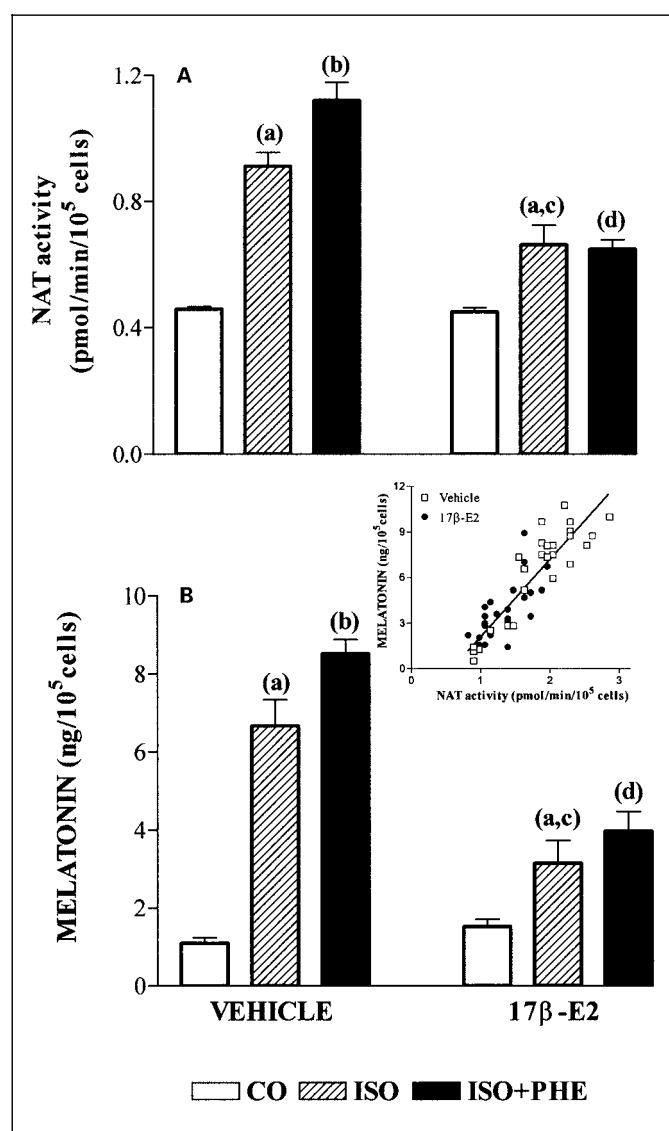 A
1.2
0.8
0.4
0.0
NAT activity
(pmol/min/10⁵ cells)
(a)
(b)
(a,c)
(d)
12
9
6
3
0
MELATONIN (ng/10⁵cells)
□ Vehicle
● 17β-E2
0 1 2 3
NAT activity (pmol/min/10⁵ cells)
B
10
8
6
4
2
0
MELATONIN (ng/10⁵cells)
(a)
(b)
(a,c)
(d)
VEHICLE 17β-E2
CO ISO ISO+PHE